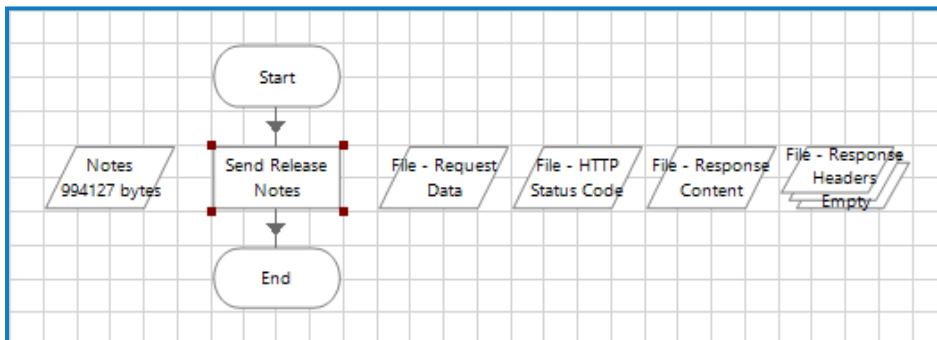 Start
Notes
994127 bytes
Send Release
Notes
File - Request
Data
File - HTTP
Status Code
File - Response
Content
File - Response
Headers
Empty
End